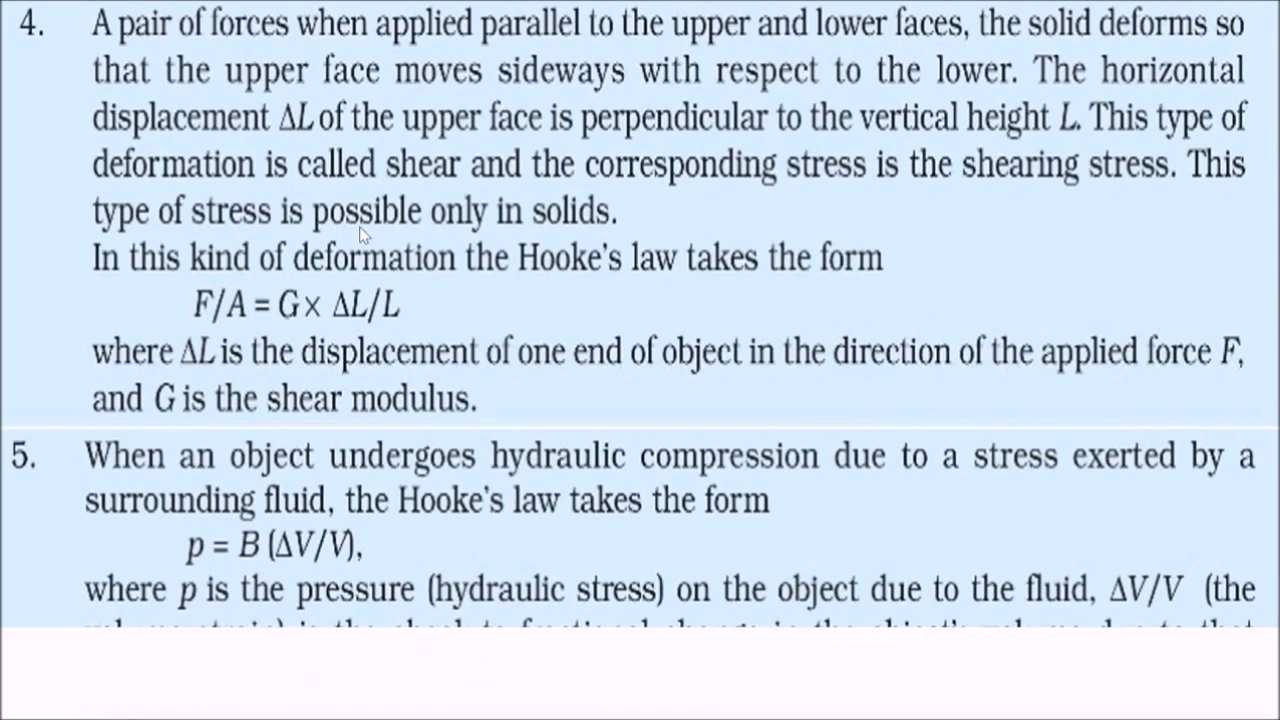 4. A pair of forces when applied parallel to the upper and lower faces, the solid deforms so
that the upper face moves sideways with respect to the lower. The horizontal
displacement ΔL of the upper face is perpendicular to the vertical height L. This type of
deformation is called shear and the corresponding stress is the shearing stress. This
type of stress is possible only in solids.
In this kind of deformation the Hooke's law takes the form
F/A = G× ΔL/L
where ΔL is the displacement of one end of object in the direction of the applied force F,
and G is the shear modulus.
5. When an object undergoes hydraulic compression due to a stress exerted by a
surrounding fluid, the Hooke's law takes the form
p = B (ΔV/V),
where p is the pressure (hydraulic stress) on the object due to the fluid, ΔV/V (the